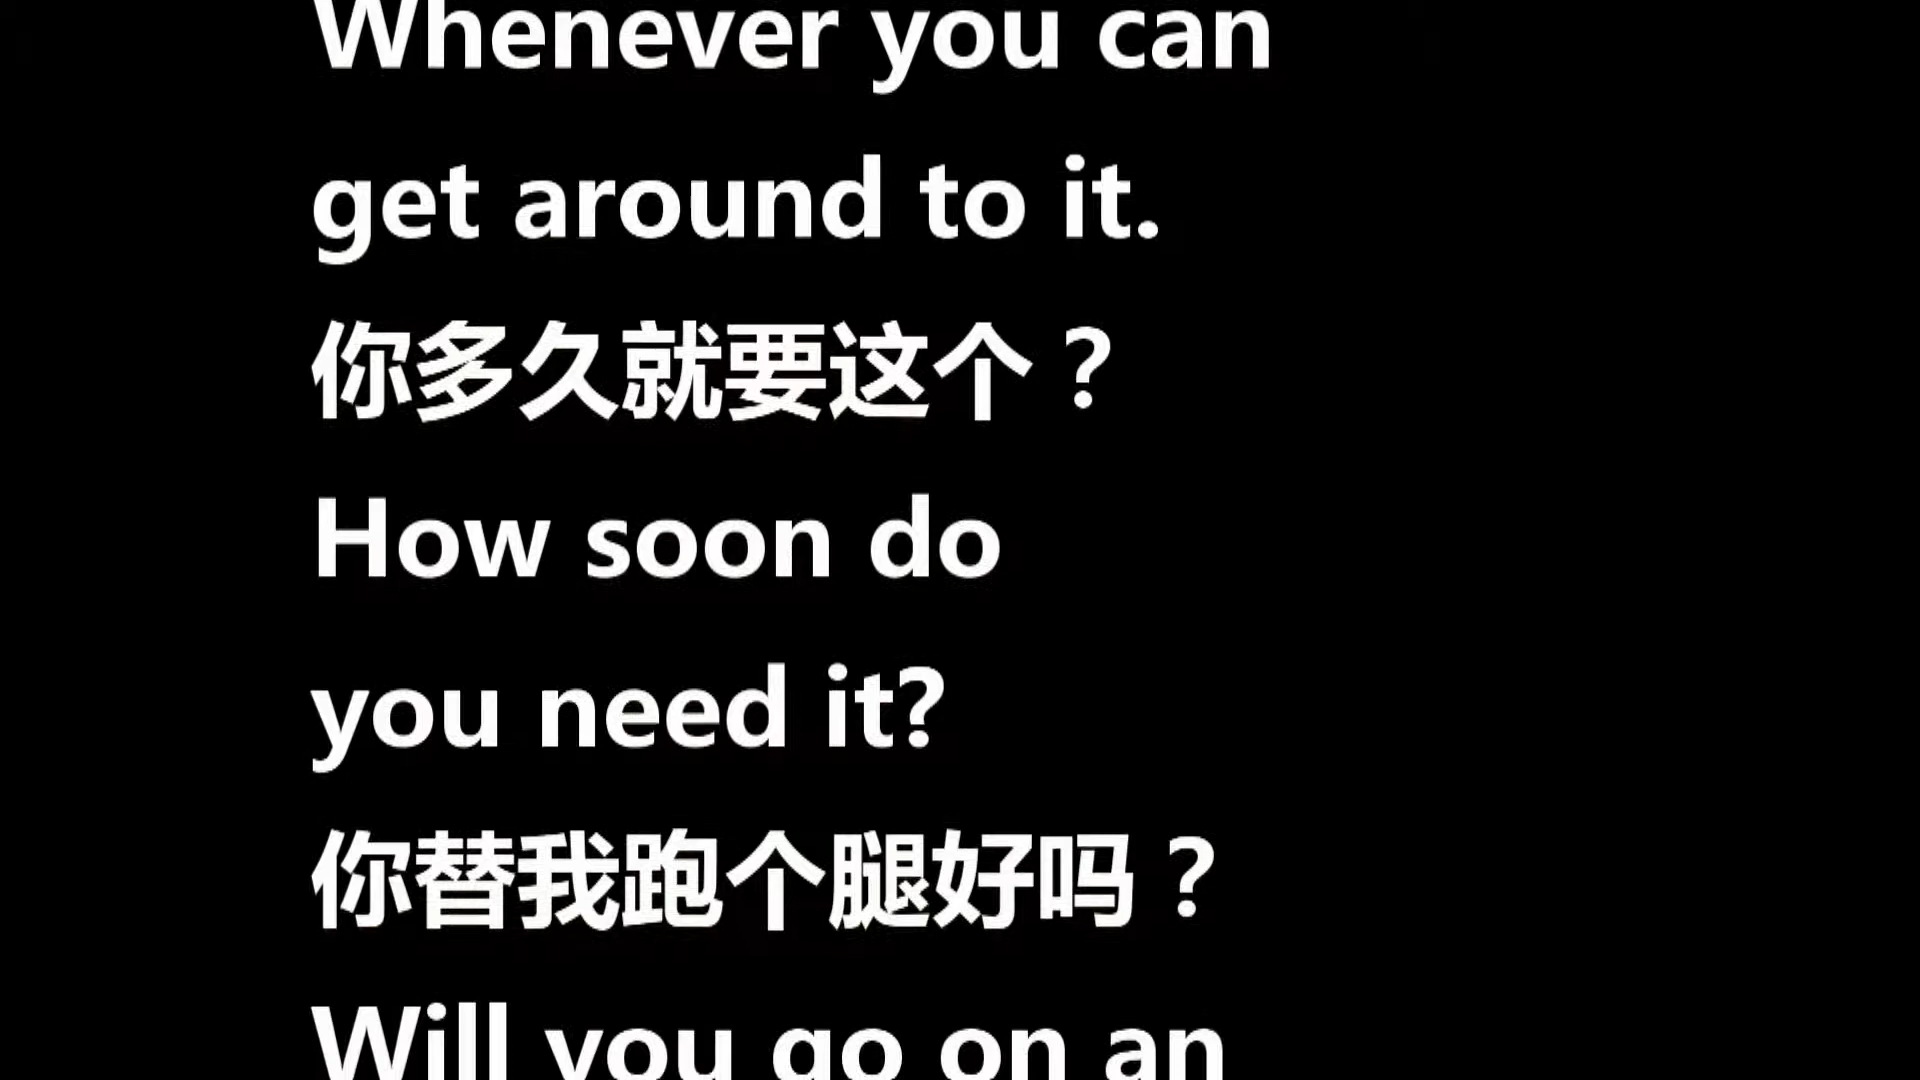 Whenever you can
get around to it.
你多久就要这个？
How soon do
you need it?
你替我跑个腿好吗？
Will you go on an